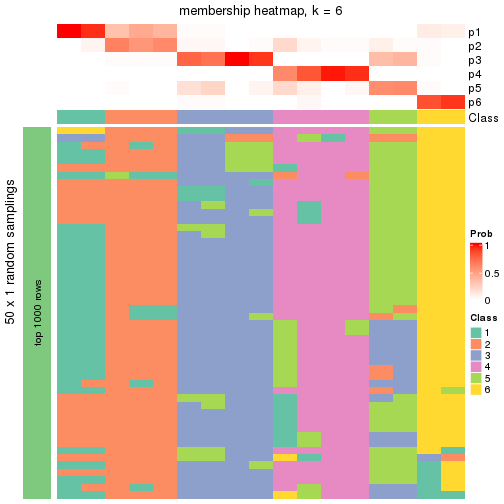 membership heatmap, k = 6
p1
p2
p3
p4
p5
p6
Class
50 x 1 random samplings
top 1000 rows
Prob
1
0.5
0
Class
1
2
3
4
5
6